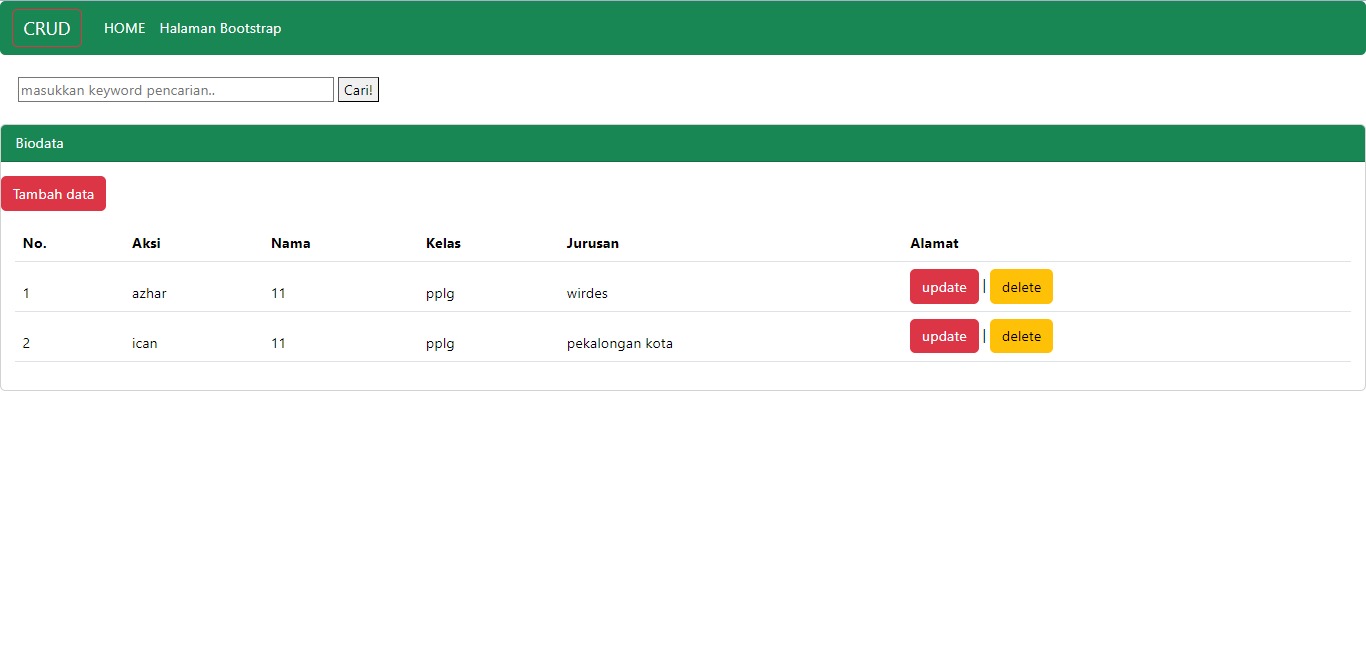 CRUD HOME Halaman Bootstrap
masukkan keyword pencarian.. Cari!
Biodata
Tambah data
No. Aksi Nama Kelas Jurusan Alamat
1 azhar 11 pplg wirdes update | delete
2 ican 11 pplg pekalongan kota update | delete